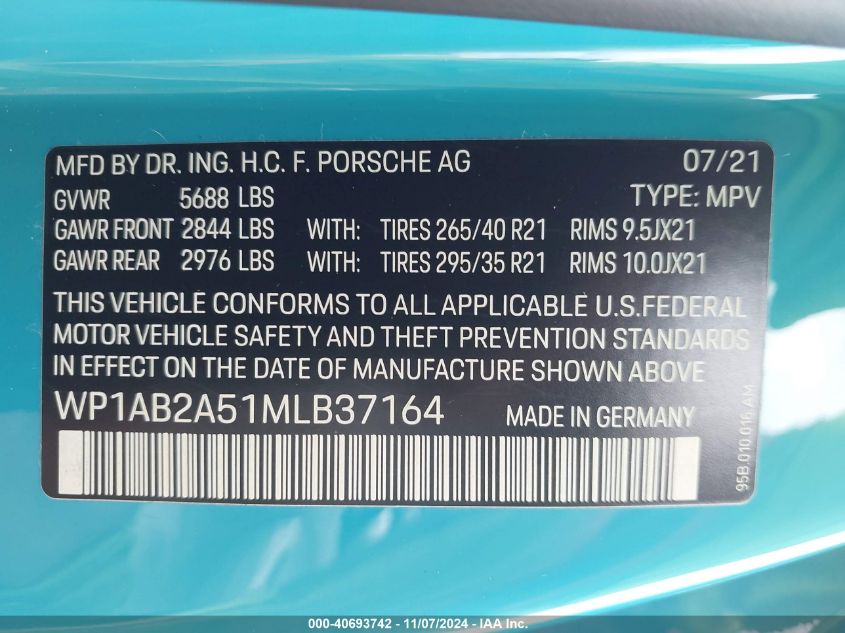 MFD BY DR. ING. H.C. F. PORSCHE AG 07/21
GVWR 5688 LBS TYPE: MPV
GAWR FRONT 2844 LBS WITH: TIRES 265/40 R21 RIMS 9.5JX21
GAWR REAR 2976 LBS WITH: TIRES 295/35 R21 RIMS 10.0JX21
THIS VEHICLE CONFORMS TO ALL APPLICABLE U.S.FEDERAL
MOTOR VEHICLE SAFETY AND THEFT PREVENTION STANDARDS
IN EFFECT ON THE DATE OF MANUFACTURE SHOWN ABOVE
WP1AB2A51MLB37164 MADE IN GERMANY
95B.010.016.AM
000-40693742 - 11/07/2024 - IAA Inc.